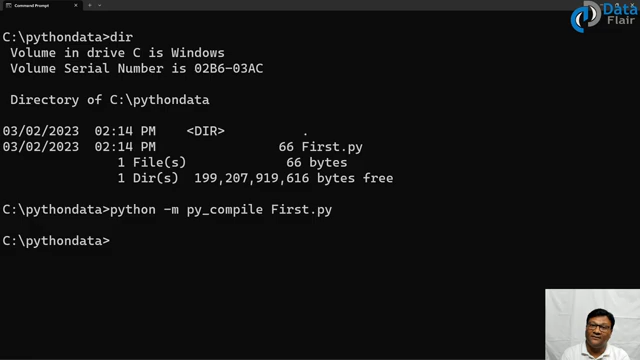 Command Prompt
Data
Flair
C:\pythondata>dir
Volume in drive C is Windows
Volume Serial Number is 02B6-03AC
Directory of C:\pythondata
03/02/2023 02:14 PM <DIR> .
03/02/2023 02:14 PM 66 First.py
1 File(s) 66 bytes
1 Dir(s) 199,207,919,616 bytes free
C:\pythondata>python -m py_compile First.py
C:\pythondata>